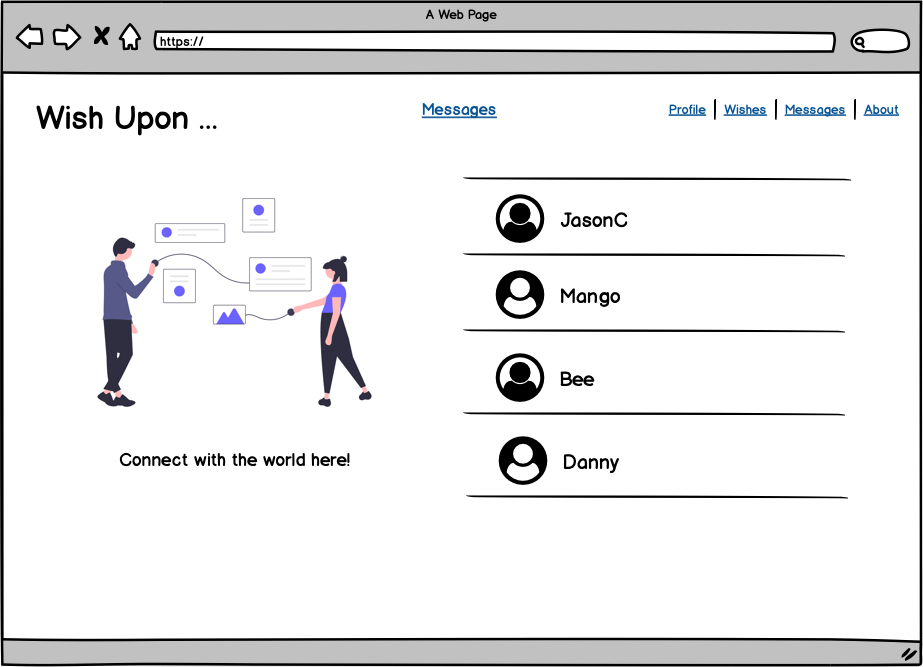 A Web Page
https://
Wish Upon ...
Messages
Profile Wishes Messages About
JasonC
Mango
Bee
Danny
Connect with the world here!